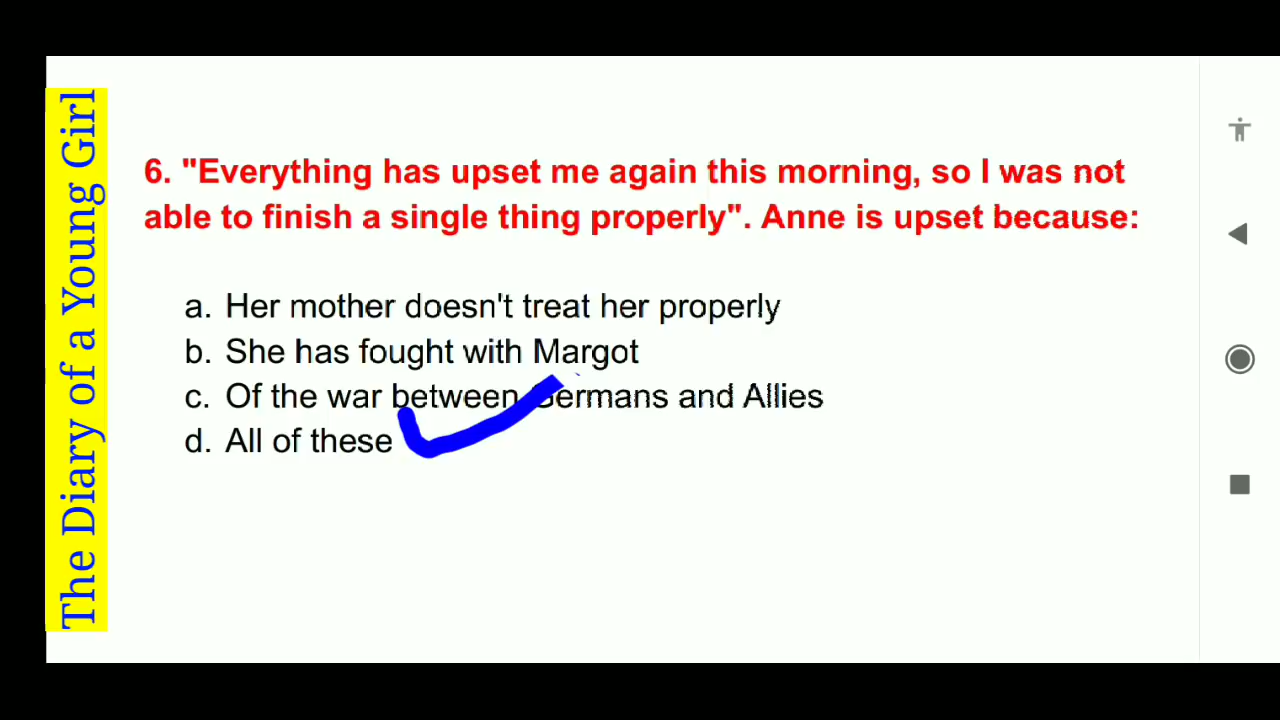 The Diary of a Young Girl
6. "Everything has upset me again this morning, so I was not
able to finish a single thing properly". Anne is upset because:
a. Her mother doesn't treat her properly
b. She has fought with Margot
c. Of the war between Germans and Allies
d. All of these